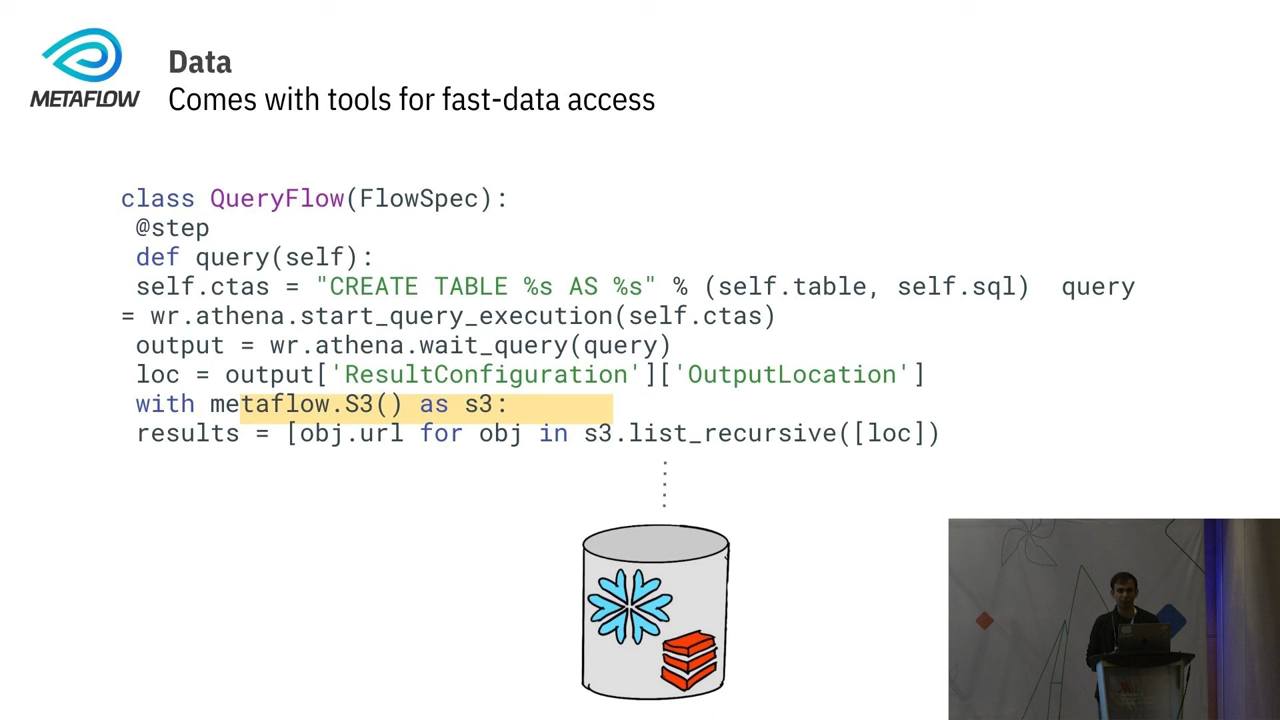 METAFLOW
Data
Comes with tools for fast-data access
class QueryFlow(FlowSpec):
@step
def query(self):
self.ctas = "CREATE TABLE %s AS %s" % (self.table, self.sql)  query
= wr.athena.start_query_execution(self.ctas)
output = wr.athena.wait_query(query)
loc = output['ResultConfiguration']['OutputLocation']
with metaflow.S3() as s3:
results = [obj.url for obj in s3.list_recursive([loc])